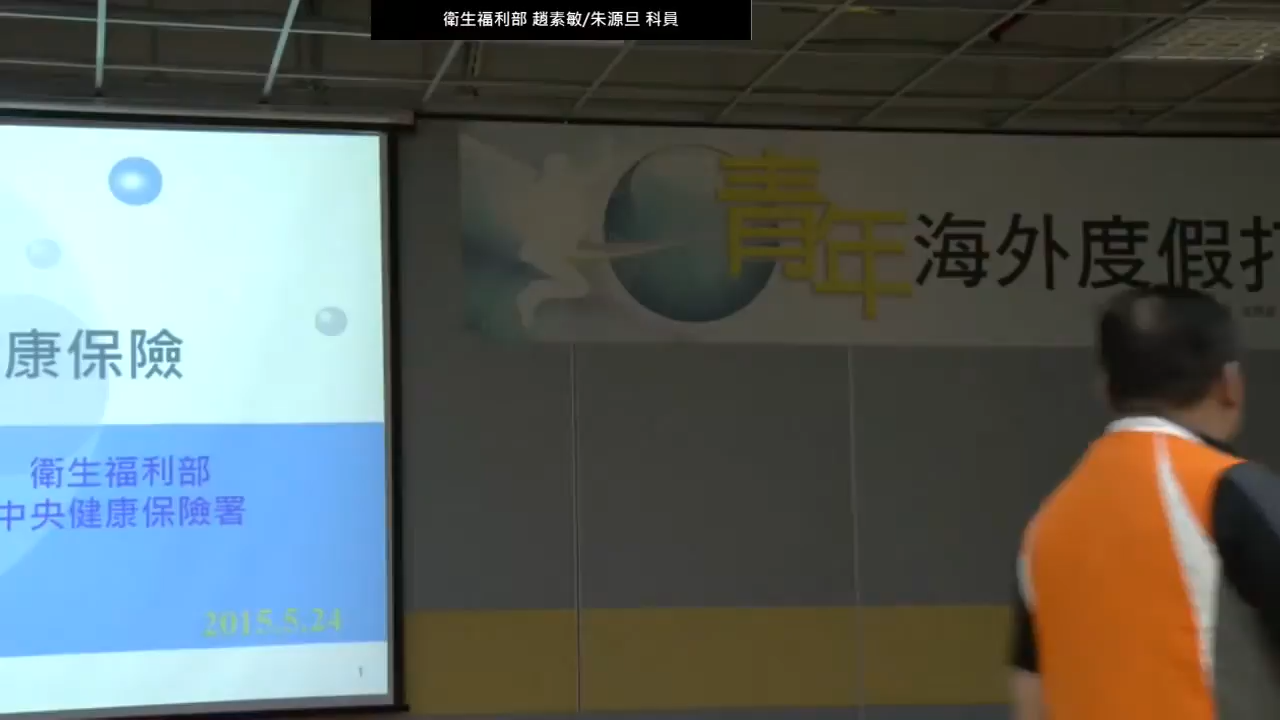 衛生福利部 趙素敏/朱源旦 科員
青年海外度假打
康保險
衛生福利部
中央健康保險署
2015.5.24
1